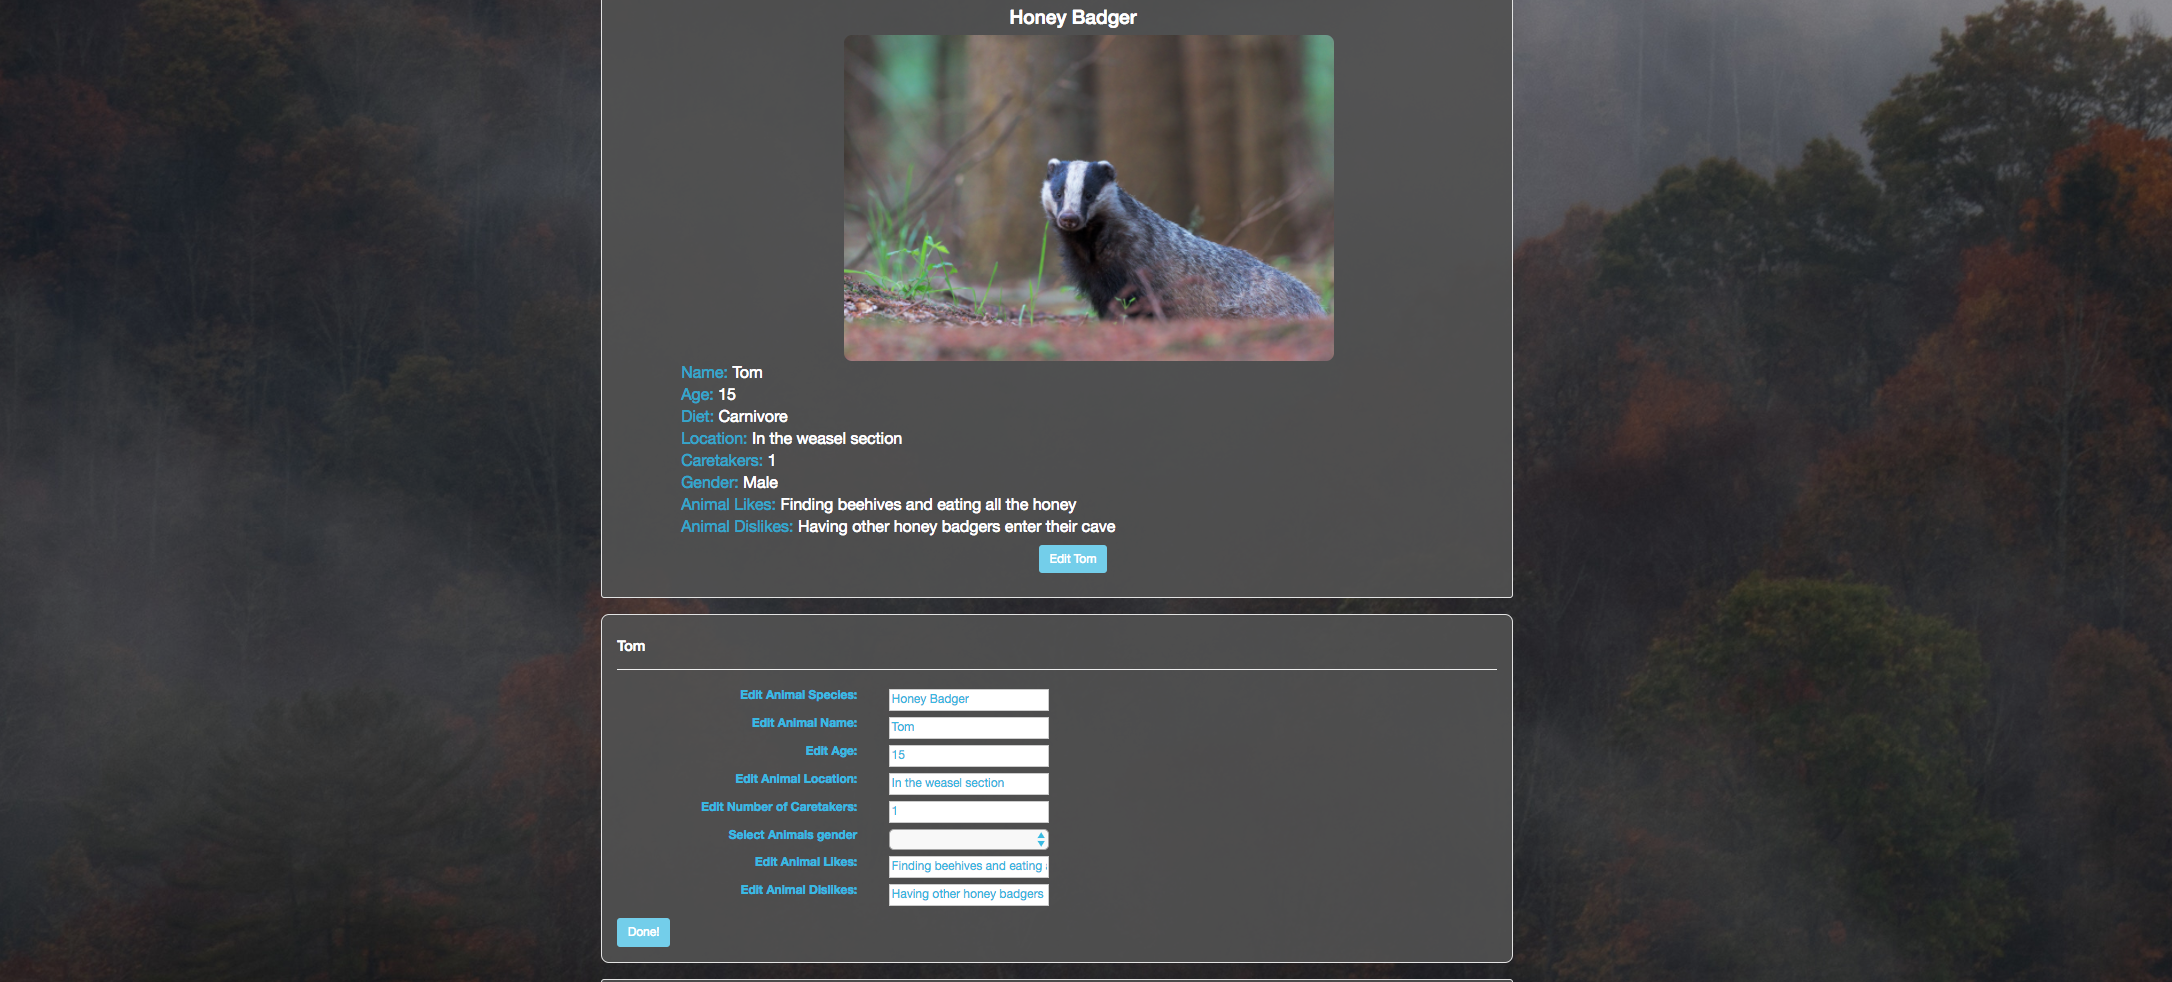 Honey Badger
Name: Tom
Age: 15
Diet: Carnivore
Location: In the weasel section
Caretakers: 1
Gender: Male
Animal Likes: Finding beehives and eating all the honey
Animal Dislikes: Having other honey badgers enter their cave
Edit Tom
Tom
Edit Animal Species: Honey Badger
Edit Animal Name: Tom
Edit Age: 15
Edit Animal Location: In the weasel section
Edit Number of Caretakers: 1
Select Animals gender
Edit Animal Likes: Finding beehives and eating
Edit Animal Dislikes: Having other honey badgers
Done!